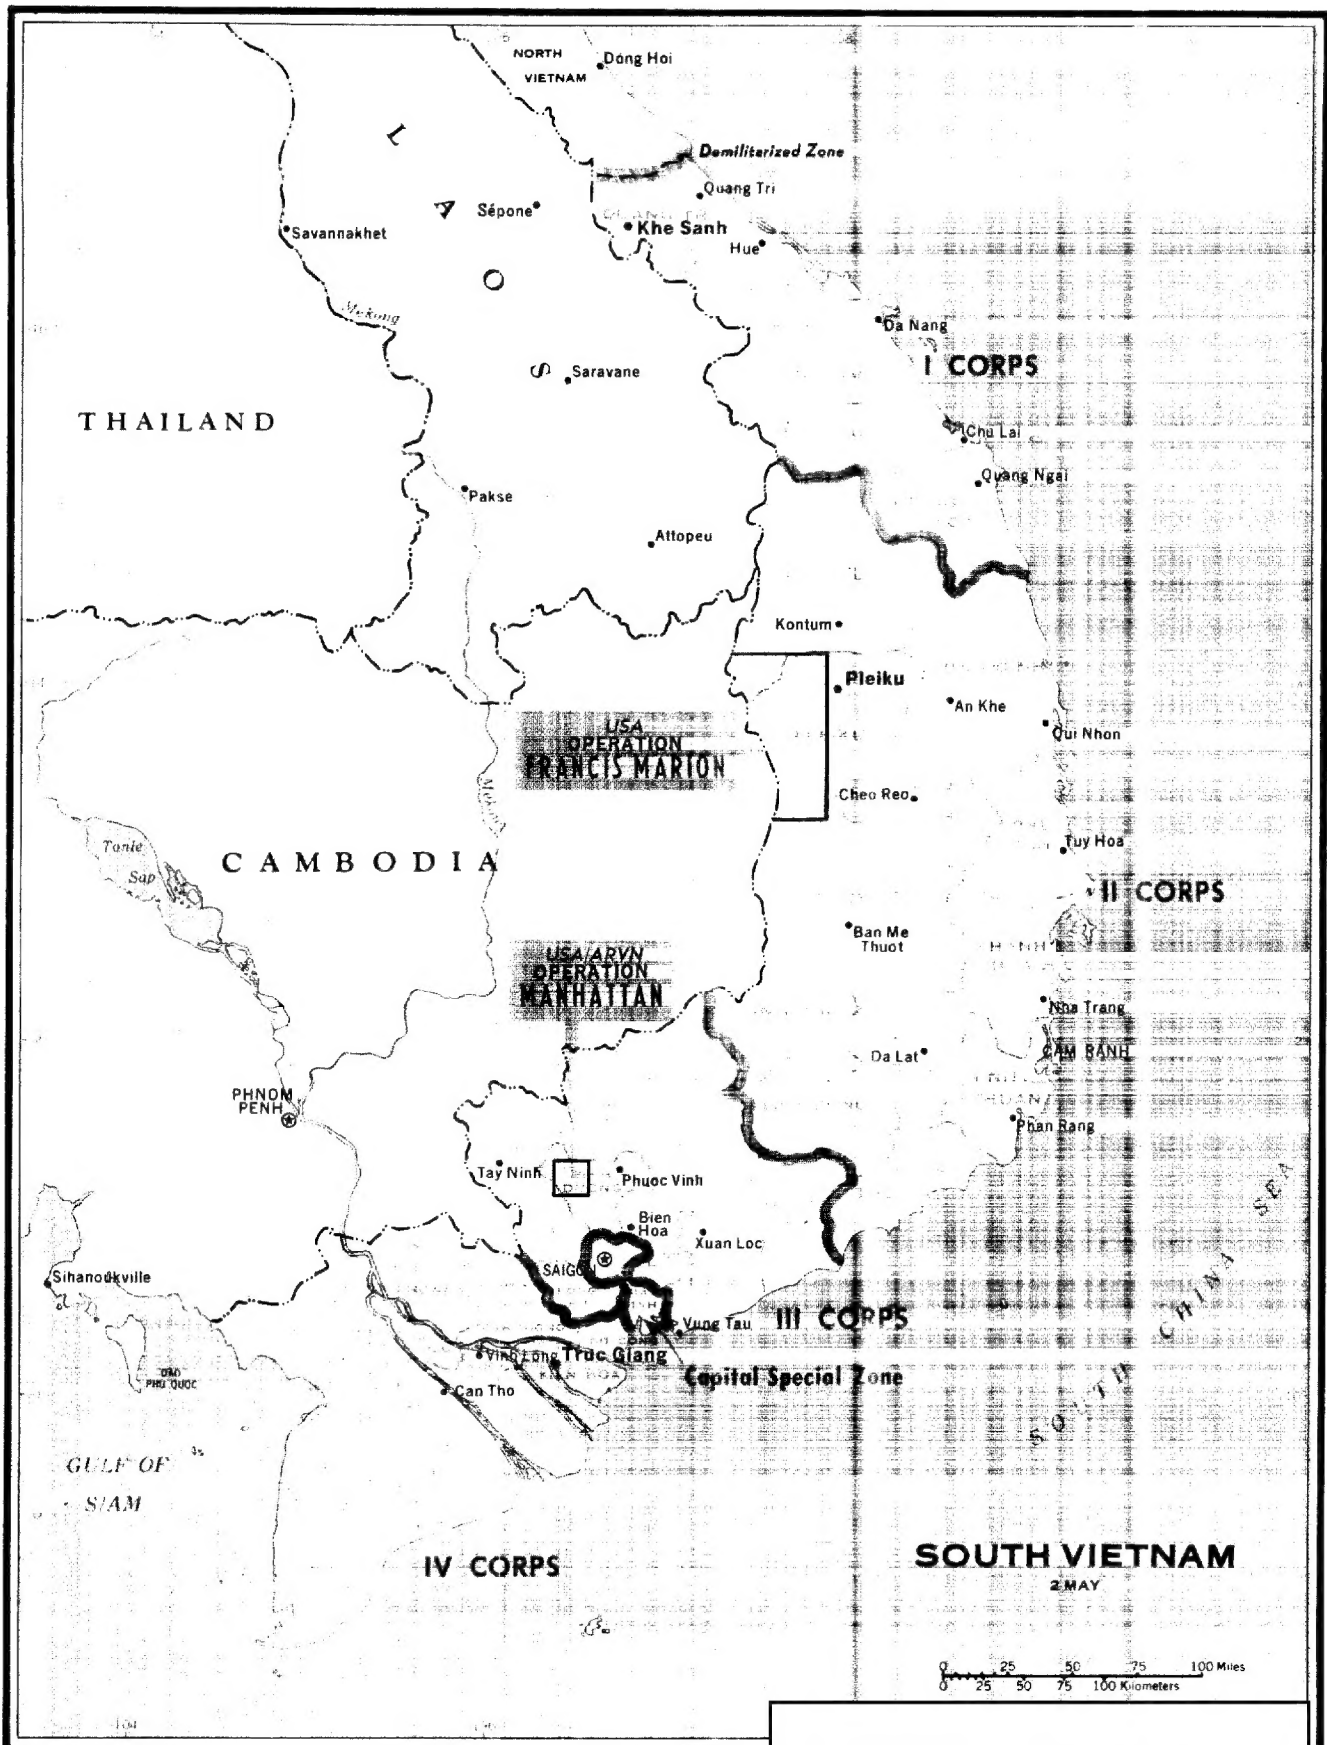 NORTH
VIETNAM
Dong Hoi
LAOS
Demiliterized Zone
Quang Tri
Sépone
Khe Sanh
Savannakhet
Hue
Mekong
Da Nang
I CORPS
Saravane
THAILAND
Chu Lai
Quang Ngai
Pakse
Attopeu
Kontum
Pleiku
An Khe
USA
OPERATION
FRANCIS MARION
Qui Nhon
Cheo Reo
Tuy Hoa
Tonle
Sap
CAMBODIA
II CORPS
Ban Me
Thuot
USA/ARVN
OPERATION
MANHATTAN
Nha Trang
Da Lat
CAM RANH
PHNOM
PENH
Phan Rang
Tay Ninh
Phuoc Vinh
Bien
Hoa
Xuan Loc
SAIGON
Sihanoukville
SOUTH CHINA SEA
III CORPS
Vung Tau
Vinh Long
Truc Giang
Capital Special Zone
DAO
PHU QUOC
Can Tho
GULF OF
SIAM
IV CORPS
SOUTH VIETNAM
2 MAY
0 25 50 75 100 Miles
0 25 50 75 100 Kilometers